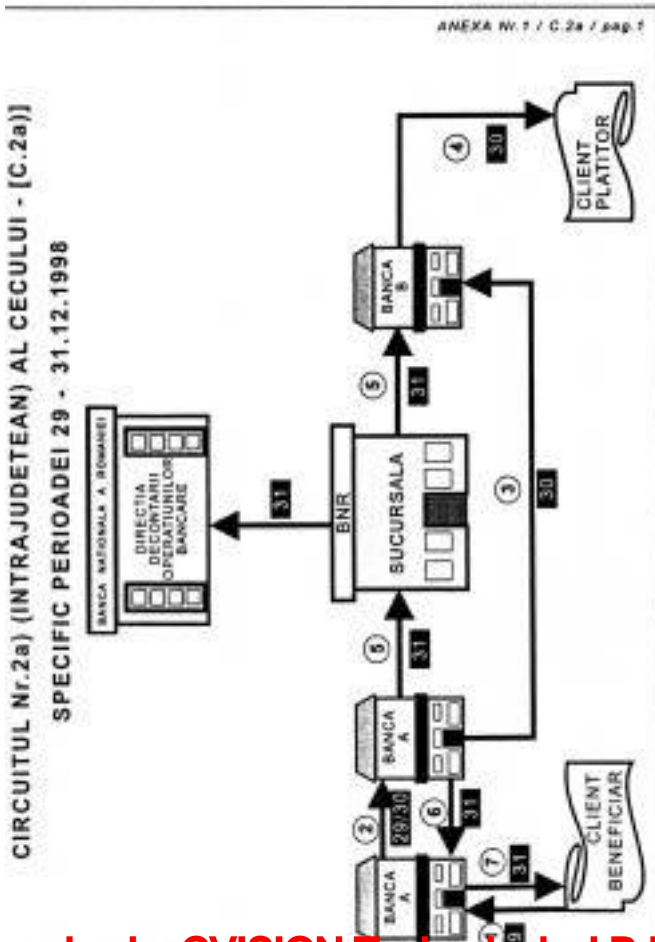 ANEXA Nr.1 / C.2a / pag.1
CIRCUITUL Nr.2a) (INTRAJUDETEAN) AL CECULUI - [C.2a)]
SPECIFIC PERIOADEI 29 - 31.12.1998
BANCA NATIONALA A ROMANIEI
DIRECTIA
DECONTARII
OPERATIUNILOR
BANCARE
31
BNR
SUCURSALA
BANCA
A
2
29/30
6
31
7
31
CLIENT
BENEFICIAR
BANCA
A
5
31
3
30
5
31
BANCA
B
4
30
CLIENT
PLATITOR